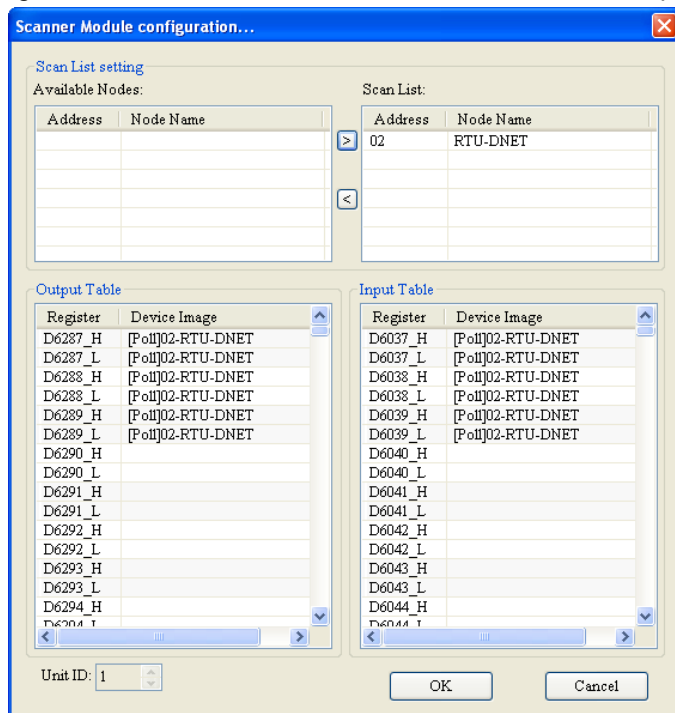 Scanner Module configuration...
Scan List setting
Available Nodes:
Scan List:
Address Node Name
Address Node Name
>
02 RTU-DNET
<
Output Table
Input Table
Register Device Image
Register Device Image
D6287_H [Poll]02-RTU-DNET
D6037_H [Poll]02-RTU-DNET
D6287_L [Poll]02-RTU-DNET
D6037_L [Poll]02-RTU-DNET
D6288_H [Poll]02-RTU-DNET
D6038_H [Poll]02-RTU-DNET
D6288_L [Poll]02-RTU-DNET
D6038_L [Poll]02-RTU-DNET
D6289_H [Poll]02-RTU-DNET
D6039_H [Poll]02-RTU-DNET
D6289_L [Poll]02-RTU-DNET
D6039_L [Poll]02-RTU-DNET
D6290_H
D6040_H
D6290_L
D6040_L
D6291_H
D6041_H
D6291_L
D6041_L
D6292_H
D6042_H
D6292_L
D6042_L
D6293_H
D6043_H
D6293_L
D6043_L
D6294_H
D6044_H
D6294_L
D6044_L
Unit ID: 1
OK
Cancel